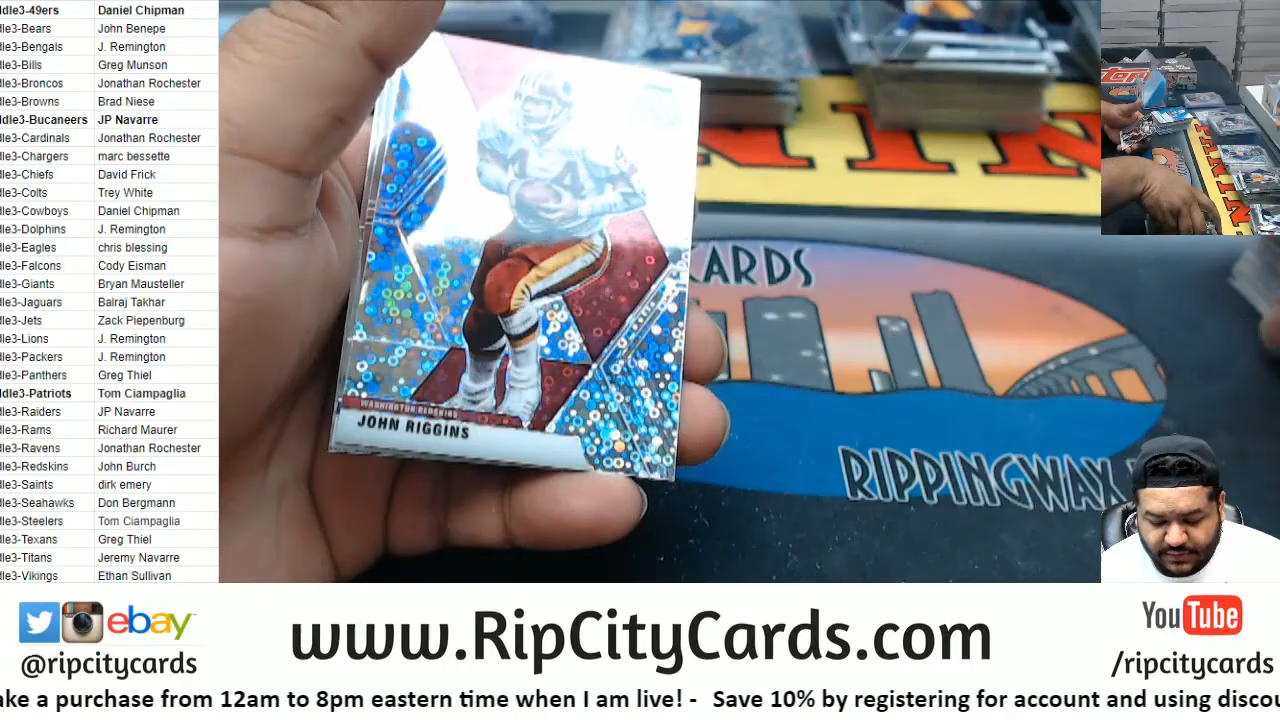 dle3-49ers Daniel Chipman
dle3-Bears John Benepe
dle3-Bengals J. Remington
dle3-Bills Greg Munson
dle3-Broncos Jonathan Rochester
dle3-Browns Brad Niese
dle3-Bucaneers JP Navarre
dle3-Cardinals Jonathan Rochester
dle3-Chargers marc bessette
dle3-Chiefs David Frick
dle3-Colts Trey White
dle3-Cowboys Daniel Chipman
dle3-Dolphins J. Remington
dle3-Eagles chris blessing
dle3-Falcons Cody Eisman
dle3-Giants Bryan Mausteller
dle3-Jaguars Balraj Takhar
dle3-Jets Zack Piepenburg
dle3-Lions J. Remington
dle3-Packers J. Remington
dle3-Panthers Greg Thiel
dle3-Patriots Tom Ciampaglia
dle3-Raiders JP Navarre
dle3-Rams Richard Maurer
dle3-Ravens Jonathan Rochester
dle3-Redskins John Burch
dle3-Saints dirk emery
dle3-Seahawks Don Bergmann
dle3-Steelers Tom Ciampaglia
dle3-Texans Greg Thiel
dle3-Titans Jeremy Navarre
dle3-Vikings Ethan Sullivan
WASHINGTON REDSKINS
JOHN RIGGINS
NINI
CARDS
RIPPINGWAX
ebay
@ripcitycards
www.RipCityCards.com
YouTube
/ripcitycards
ake a purchase from 12am to 8pm eastern time when I am live! - Save 10% by registering for account and using discou